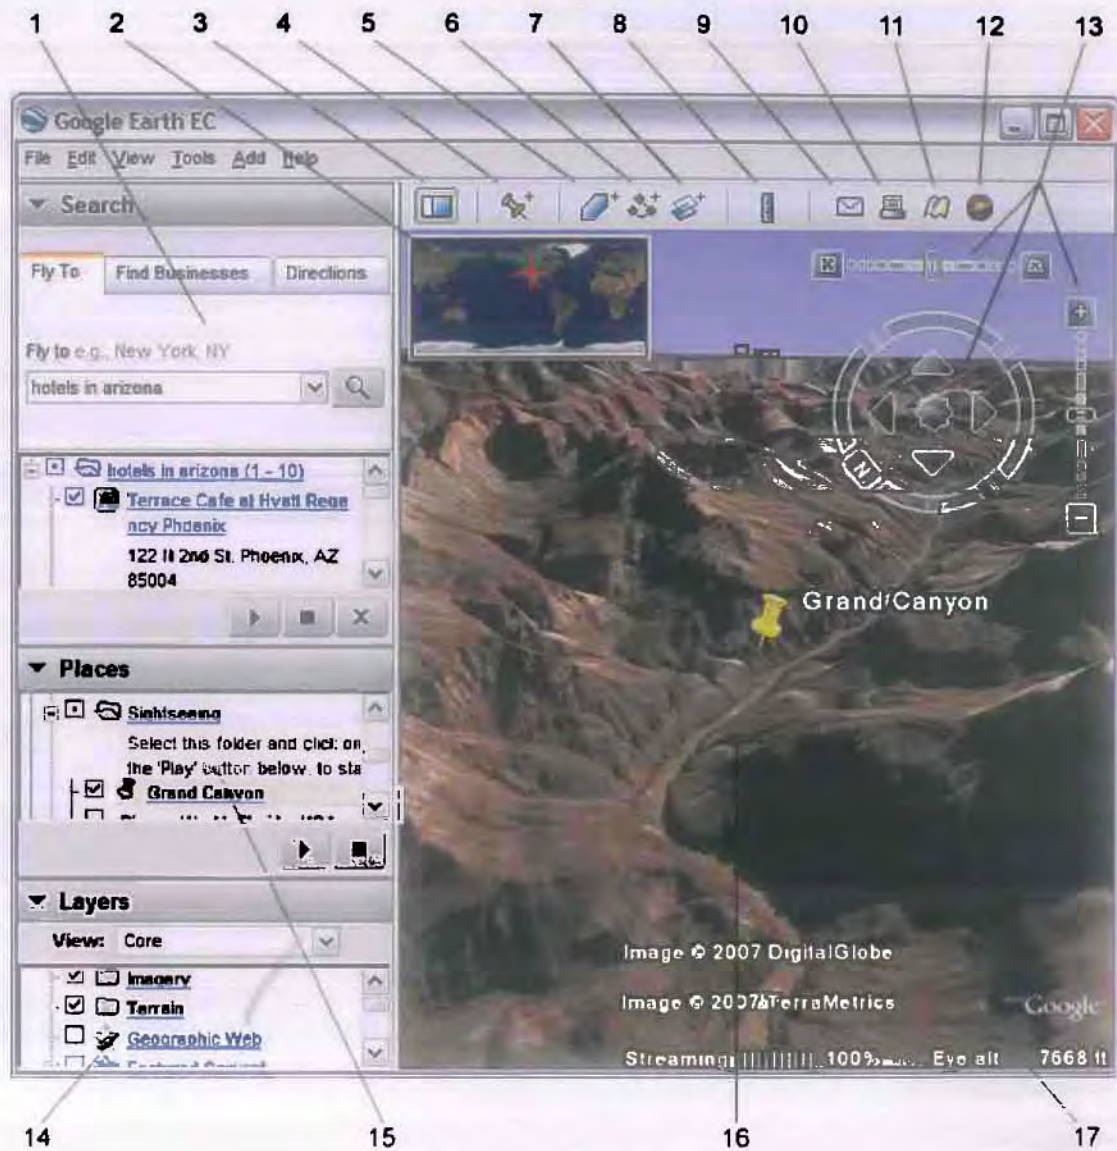 1 2 3 4 5 6 7 8 9 10 11 12 13
Google Earth EC
File Edit View Tools Add Help
Search
Fly To Find Businesses Directions
Fly to e.g., New York, NY
hotels in arizona
hotels in arizona (1 - 10)
Terrace Cafe at Hyatt Rege
ncy Phoenix
122 N 2nd St. Phoenix, AZ
85004
Places
Sightseeing
Select this folder and click on
the 'Play' button below, to sta
Grand Canyon
Layers
View: Core
Imagery
Terrain
Geographic Web
N
Grand Canyon
Image © 2007 DigitalGlobe
Image © 2007 TerraMetrics
Google
Streaming |||||||||| 100% Eye alt 7668 ft
14 15 16 17